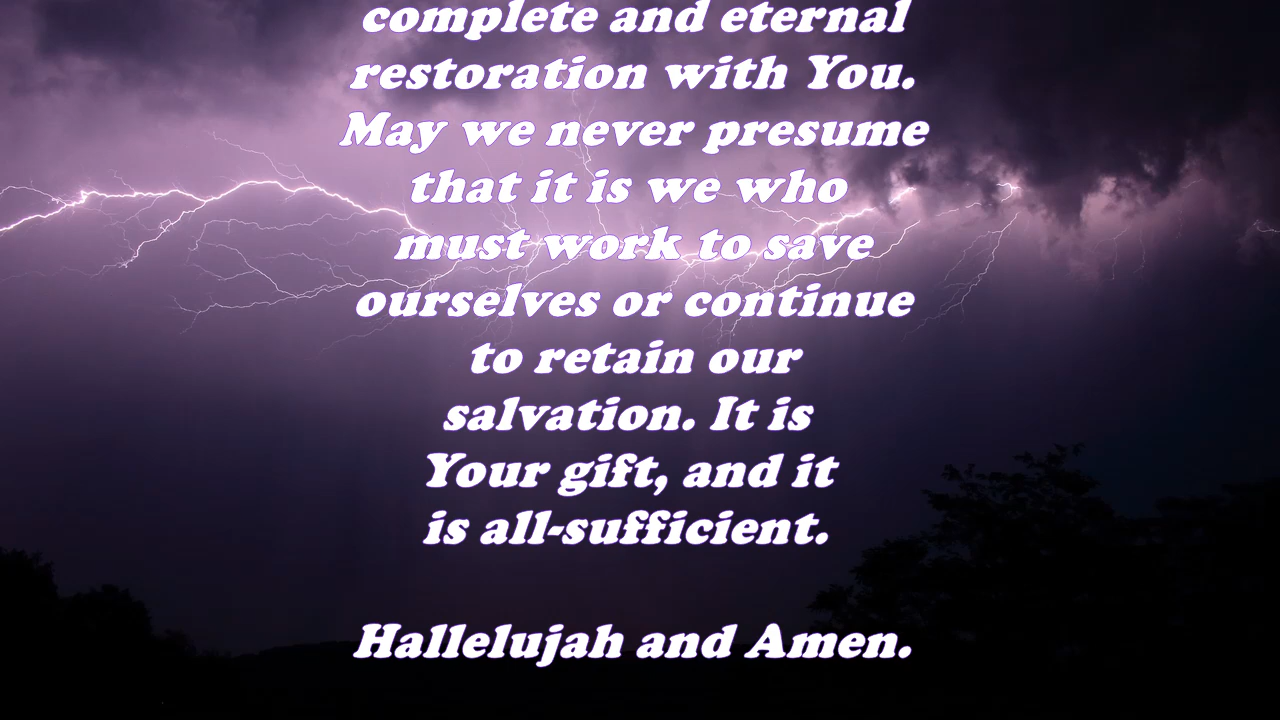 complete and eternal
restoration with You.
May we never presume
that it is we who
must work to save
ourselves or continue
to retain our
salvation. It is
Your gift, and it
is all-sufficient.
Hallelujah and Amen.